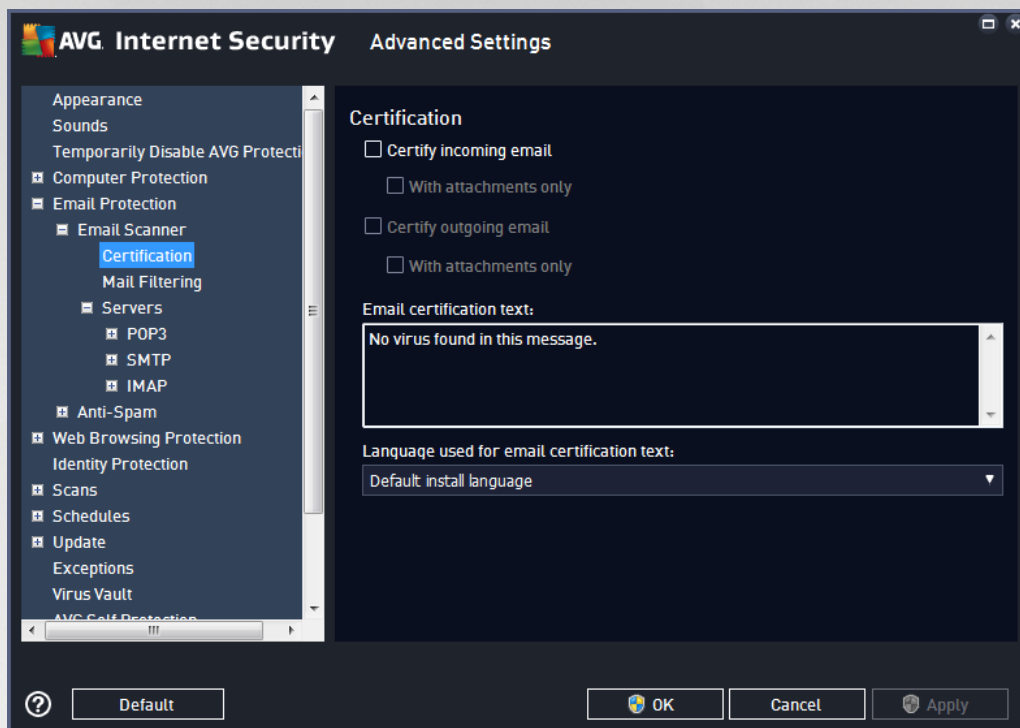 AVG. Internet Security Advanced Settings
Appearance
Sounds
Temporarily Disable AVG Protecti
Computer Protection
Email Protection
Email Scanner
Certification
Mail Filtering
Servers
POP3
SMTP
IMAP
Anti-Spam
Web Browsing Protection
Identity Protection
Scans
Schedules
Update
Exceptions
Virus Vault
AVG Self Protection
Certification
Certify incoming email
With attachments only
Certify outgoing email
With attachments only
Email certification text:
No virus found in this message.
Language used for email certification text:
Default install language
Default
OK
Cancel
Apply